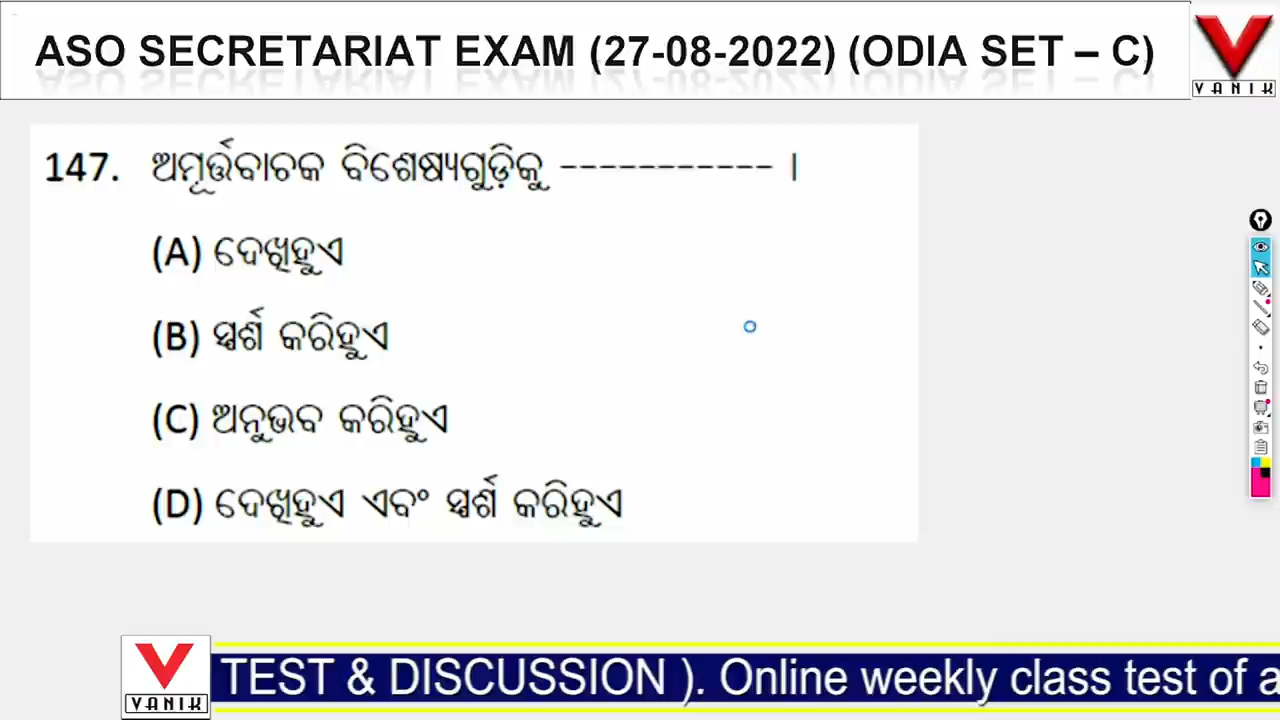 ASO SECRETARIAT EXAM (27-08-2022) (ODIA SET – C)
VANIK
147. ଅମୂର୍ତ୍ତବାଚକ ବିଶେଷ୍ୟଗୁଡ଼ିକୁ ----------- ।
(A) ଦେଖିହୁଏ
(B) ସ୍ପର୍ଶ କରିହୁଏ
(C) ଅନୁଭବ କରିହୁଏ
(D) ଦେଖିହୁଏ ଏବଂ ସ୍ପର୍ଶ କରିହୁଏ
VANIK
TEST & DISCUSSION ). Online weekly class test of a